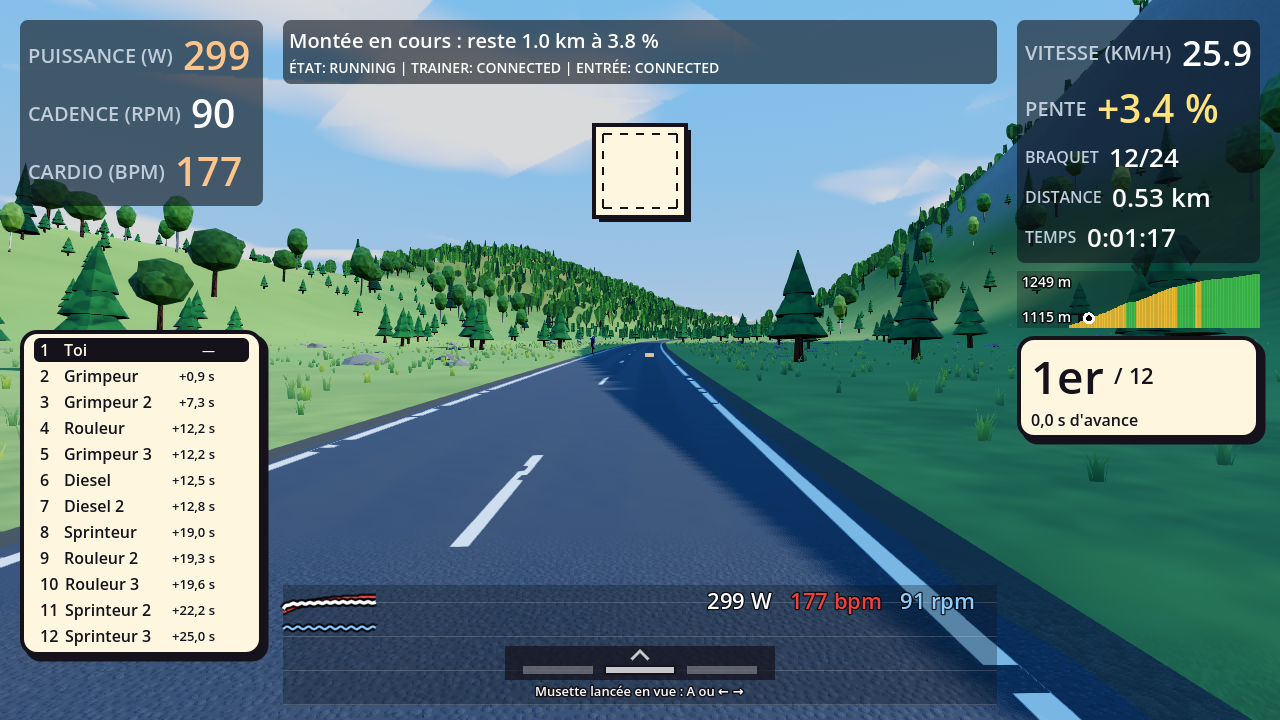 PUISSANCE (W) 299
CADENCE (RPM) 90
CARDIO (BPM) 177
Montée en cours : reste 1.0 km à 3.8 %
ÉTAT: RUNNING | TRAINER: CONNECTED | ENTRÉE: CONNECTED
VITESSE (KM/H) 25.9
PENTE +3.4 %
BRAQUET 12/24
DISTANCE 0.53 km
TEMPS 0:01:17
1249 m
1115 m
1er / 12
0,0 s d'avance
1 Toi —
2 Grimpeur +0,9 s
3 Grimpeur 2 +7,3 s
4 Rouleur +12,2 s
5 Grimpeur 3 +12,2 s
6 Diesel +12,5 s
7 Diesel 2 +12,8 s
8 Sprinteur +19,0 s
9 Rouleur 2 +19,3 s
10 Rouleur 3 +19,6 s
11 Sprinteur 2 +22,2 s
12 Sprinteur 3 +25,0 s
299 W 177 bpm 91 rpm
Musette lancée en vue : A ou ← →